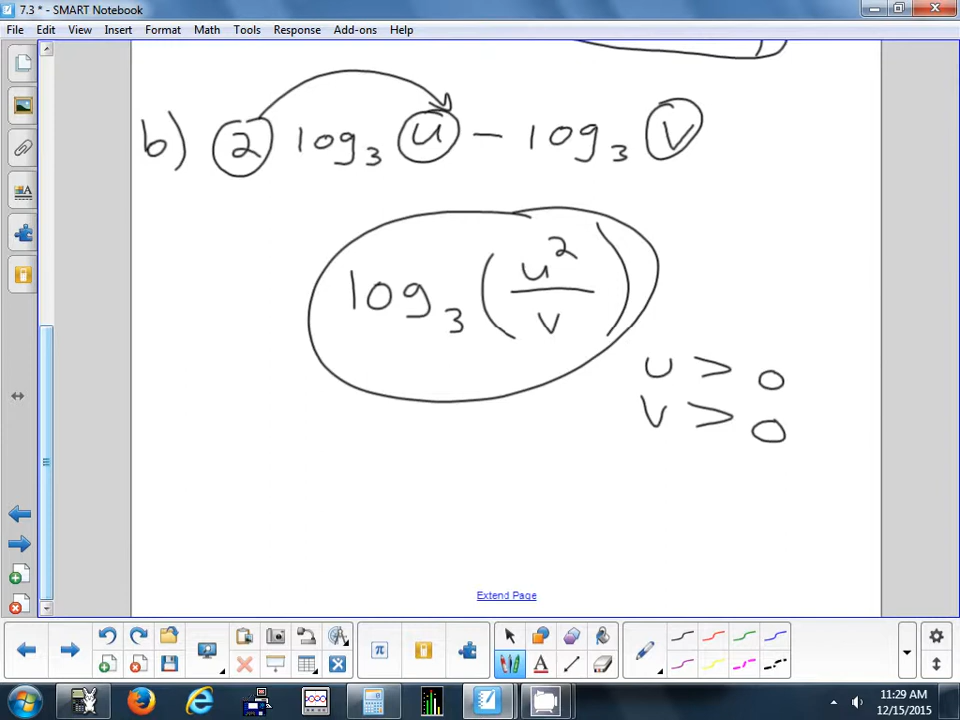 7.3 * - SMART Notebook
File Edit View Insert Format Math Tools Response Add-ons Help
b) 2 log₃ u − log₃ v
log₃ (u²/v)
u > 0
v > 0
Extend Page
11:29 AM
12/15/2015